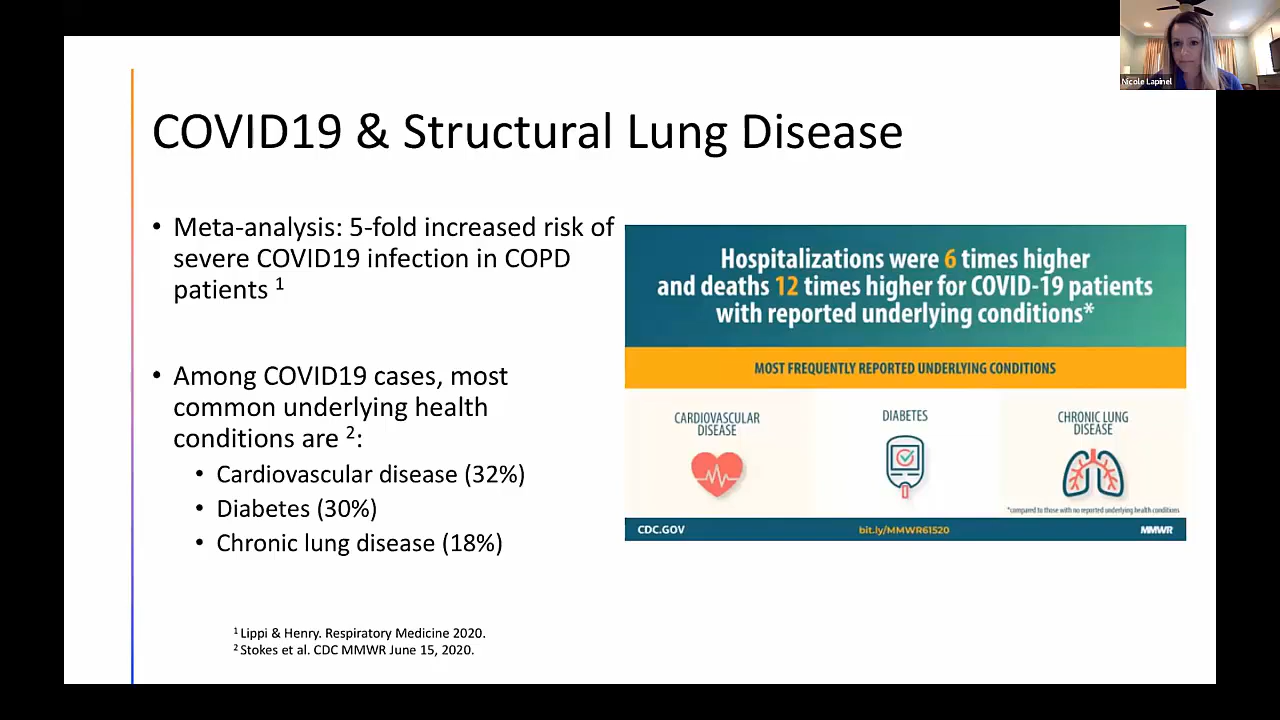 Nicole Lapinel
COVID19 & Structural Lung Disease
• Meta-analysis: 5-fold increased risk of
severe COVID19 infection in COPD
patients 1
• Among COVID19 cases, most
common underlying health
conditions are 2:
• Cardiovascular disease (32%)
• Diabetes (30%)
• Chronic lung disease (18%)
Hospitalizations were 6 times higher
and deaths 12 times higher for COVID-19 patients
with reported underlying conditions*
MOST FREQUENTLY REPORTED UNDERLYING CONDITIONS
CARDIOVASCULAR
DISEASE
DIABETES
CHRONIC LUNG
DISEASE
*compared to those with no reported underlying health conditions
CDC.GOV
bit.ly/MMWR61520
MMWR
1 Lippi & Henry. Respiratory Medicine 2020.
2 Stokes et al. CDC MMWR June 15, 2020.